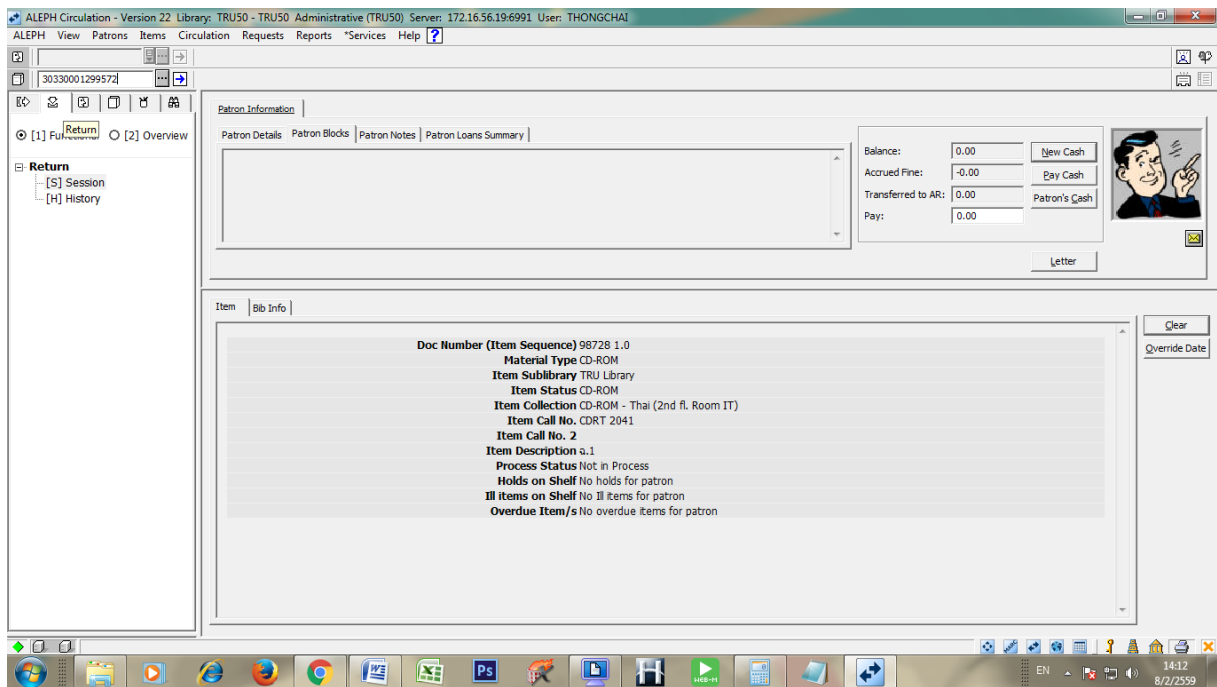 ALEPH Circulation - Version 22 Library: TRU50 - TRU50 Administrative (TRU50) Server: 172.16.56.19:6991 User: THONGCHAI
ALEPH View Patrons Items Circulation Requests Reports *Services Help ?
30330001299572
Return
[1] Fu [2] Overview
Return
[S] Session
[H] History
Patron Information
Patron Details Patron Blocks Patron Notes Patron Loans Summary
Balance: 0.00 New Cash
Accrued Fine: -0.00 Pay Cash
Transferred to AR: 0.00 Patron's Cash
Pay: 0.00
Letter
Item Bib Info
Clear
Override Date
Doc Number (Item Sequence) 98728 1.0
Material Type CD-ROM
Item Sublibrary TRU Library
Item Status CD-ROM
Item Collection CD-ROM - Thai (2nd fl. Room IT)
Item Call No. CDRT 2041
Item Call No. 2
Item Description ฉ.1
Process Status Not in Process
Holds on Shelf No holds for patron
Ill items on Shelf No Ill items for patron
Overdue Item/s No overdue items for patron
Ps
WEB-M
EN
14:12
8/2/2559